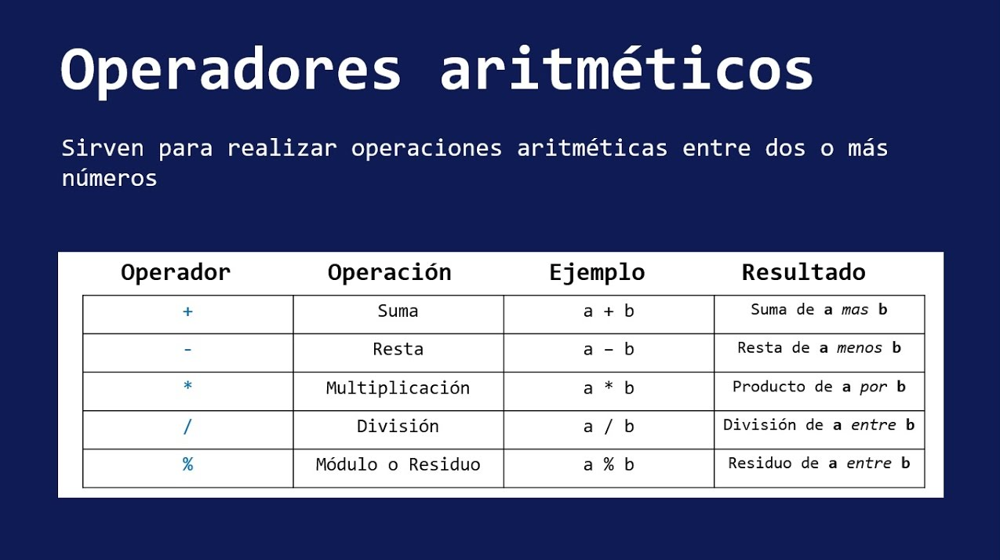 Operadores aritméticos
Sirven para realizar operaciones aritméticas entre dos o más
números
Operador Operación Ejemplo Resultado
+ Suma a + b Suma de a mas b
- Resta a – b Resta de a menos b
* Multiplicación a * b Producto de a por b
/ División a / b División de a entre b
% Módulo o Residuo a % b Residuo de a entre b